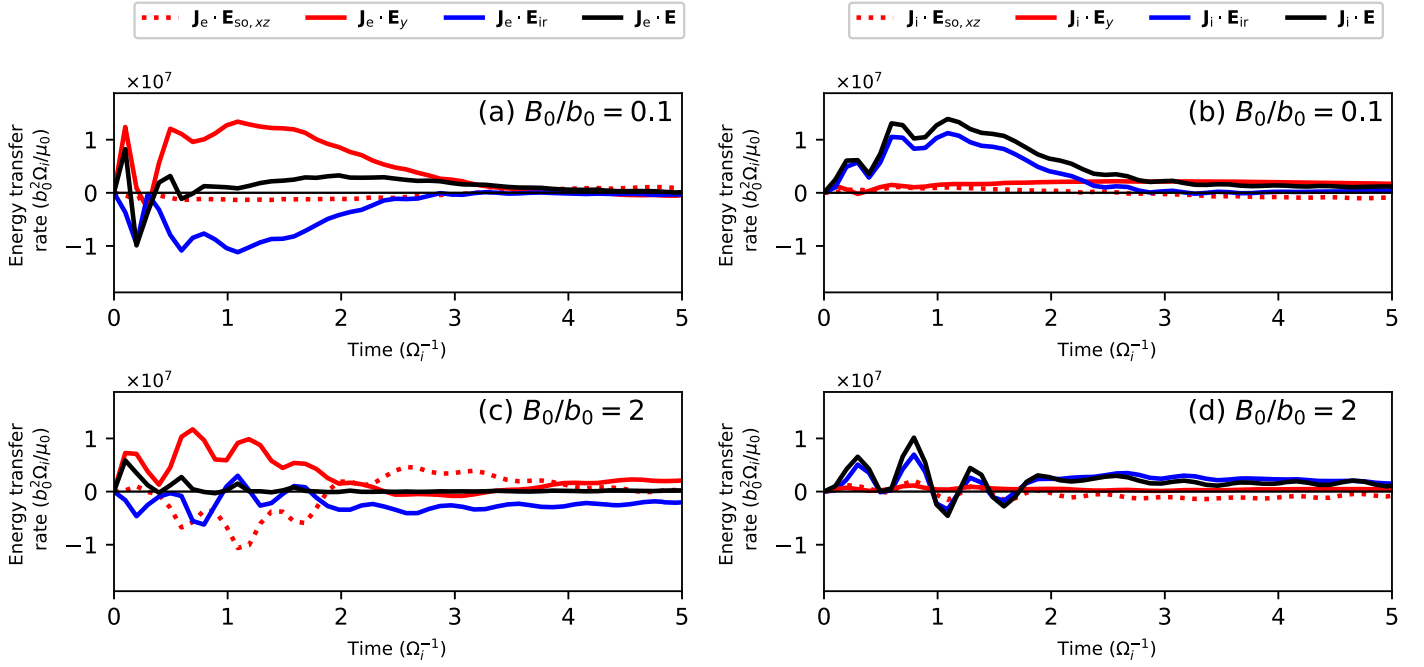 J_e · E_so,xz J_e · E_y J_e · E_ir J_e · E
J_i · E_so,xz J_i · E_y J_i · E_ir J_i · E
×10^7
(a) B_0/b_0 = 0.1
1
0
−1
Energy transfer
rate (b_0^2Ω_i/μ_0)
0 1 2 3 4 5
Time (Ω_i^−1)
×10^7
(b) B_0/b_0 = 0.1
1
0
−1
Energy transfer
rate (b_0^2Ω_i/μ_0)
0 1 2 3 4 5
Time (Ω_i^−1)
×10^7
(c) B_0/b_0 = 2
1
0
−1
Energy transfer
rate (b_0^2Ω_i/μ_0)
0 1 2 3 4 5
Time (Ω_i^−1)
×10^7
(d) B_0/b_0 = 2
1
0
−1
Energy transfer
rate (b_0^2Ω_i/μ_0)
0 1 2 3 4 5
Time (Ω_i^−1)